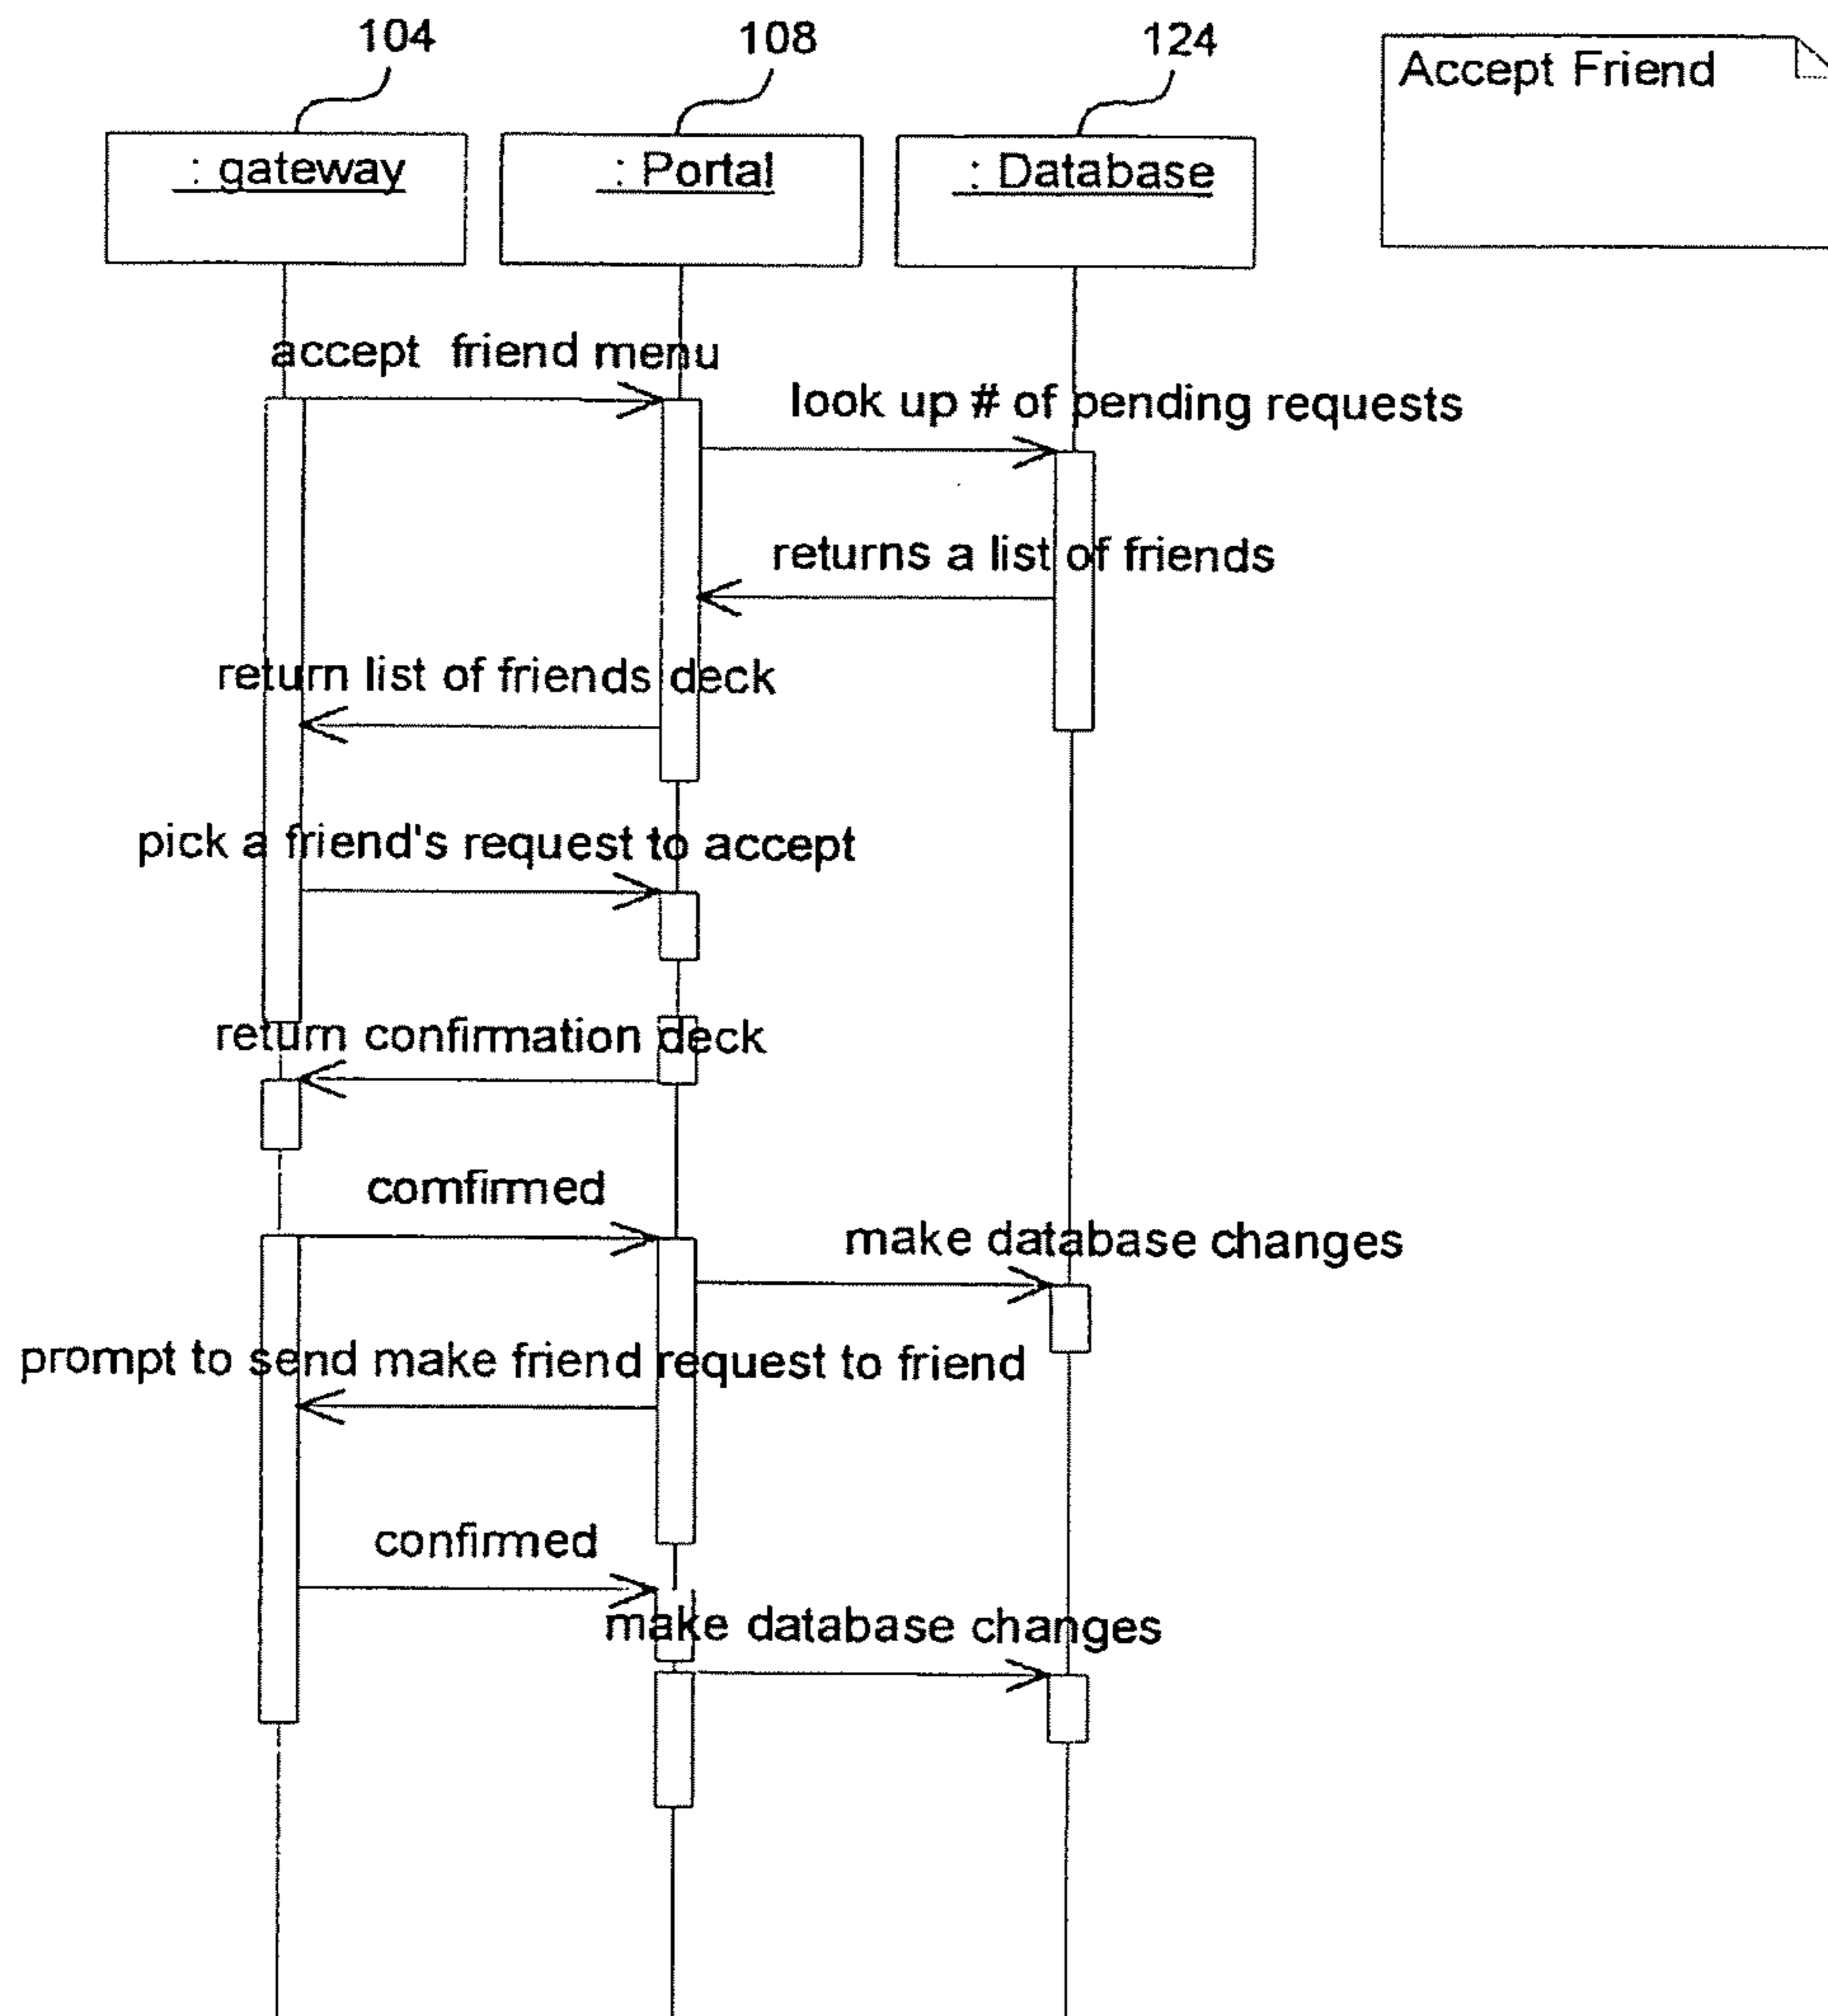 104
108
124
Accept Friend
: gateway
: Portal
: Database
accept friend menu
look up # of pending requests
returns a list of friends
return list of friends deck
pick a friend's request to accept
return confirmation deck
comfirmed
make database changes
prompt to send make friend request to friend
confirmed
make database changes